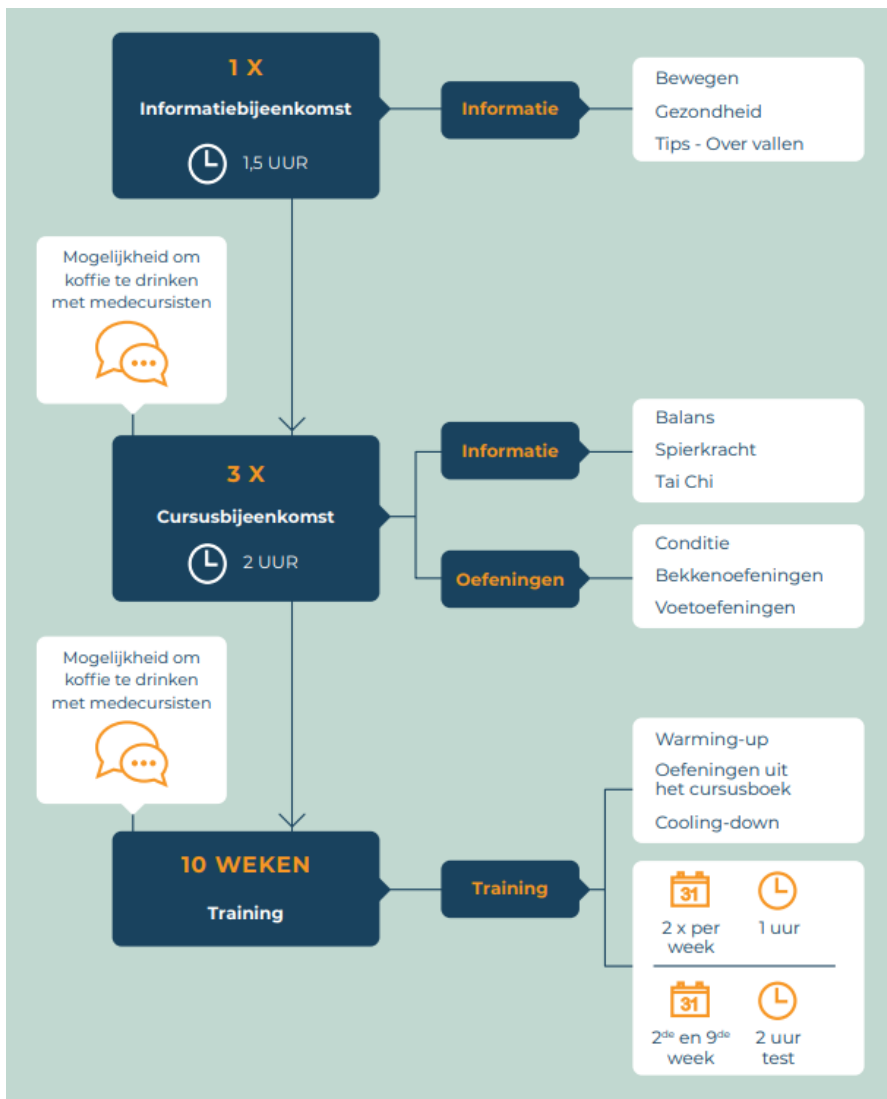 1 X
Informatiebijeenkomst
1,5 UUR
Informatie
Bewegen
Gezondheid
Tips - Over vallen
Mogelijkheid om
koffie te drinken
met medecursisten
3 X
Cursusbijeenkomst
2 UUR
Informatie
Balans
Spierkracht
Tai Chi
Oefeningen
Conditie
Bekkenoefeningen
Voetoefeningen
Mogelijkheid om
koffie te drinken
met medecursisten
10 WEKEN
Training
Training
Warming-up
Oefeningen uit
het cursusboek
Cooling-down
31
2 x per
week
1 uur
31
2de en 9de
week
2 uur
test